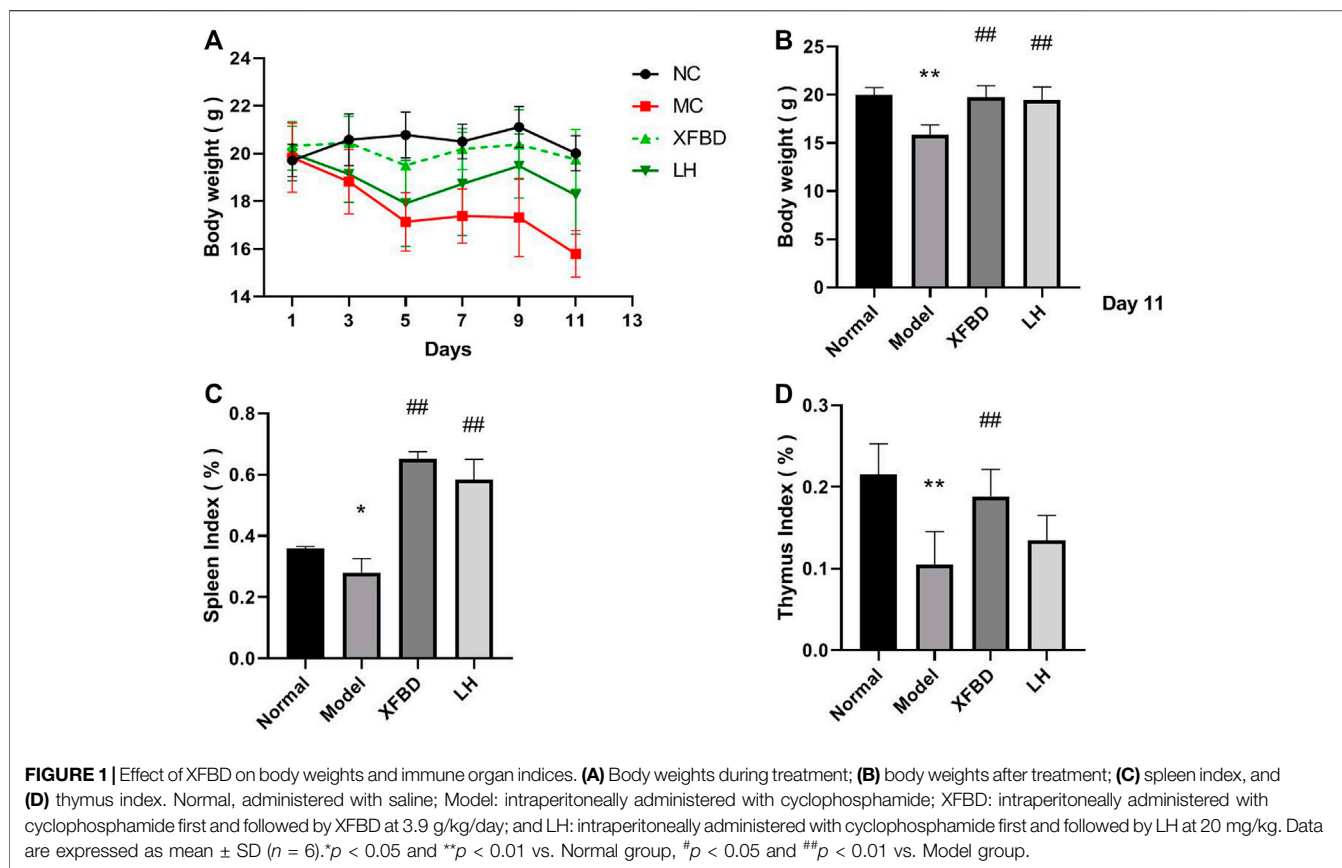 A
24
22
20
18
16
14
Body weight ( g )
1 3 5 7 9 11 13
Days
NC
MC
XFBD
LH
B
25
20
15
10
5
0
Body weight ( g )
**
##
##
Normal Model XFBD LH
Day 11
C
0.8
0.6
0.4
0.2
0.0
Spleen Index ( % )
*
##
##
Normal Model XFBD LH
D
0.3
0.2
0.1
0.0
Thymus Index ( % )
**
##
Normal Model XFBD LH
FIGURE 1 | Effect of XFBD on body weights and immune organ indices. (A) Body weights during treatment; (B) body weights after treatment; (C) spleen index, and
(D) thymus index. Normal, administered with saline; Model: intraperitoneally administered with cyclophosphamide; XFBD: intraperitoneally administered with
cyclophosphamide first and followed by XFBD at 3.9 g/kg/day; and LH: intraperitoneally administered with cyclophosphamide first and followed by LH at 20 mg/kg. Data
are expressed as mean ± SD (n = 6).*p < 0.05 and **p < 0.01 vs. Normal group, #p < 0.05 and ##p < 0.01 vs. Model group.